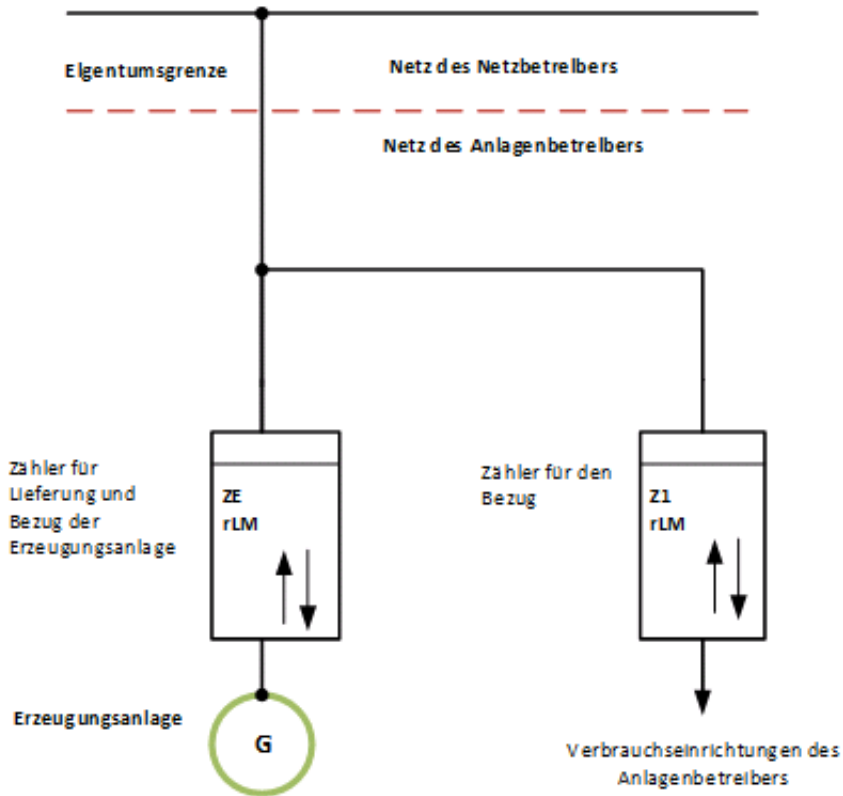 Eigentumsgrenze
Netz des Netzbetreibers
Netz des Anlagenbetreibers
Zähler für
Lieferung und
Bezug der
Erzeugungsanlage
ZE
rLM
Zähler für den
Bezug
Z1
rLM
Erzeugungsanlage
G
Verbrauchseinrichtungen des
Anlagenbetreibers